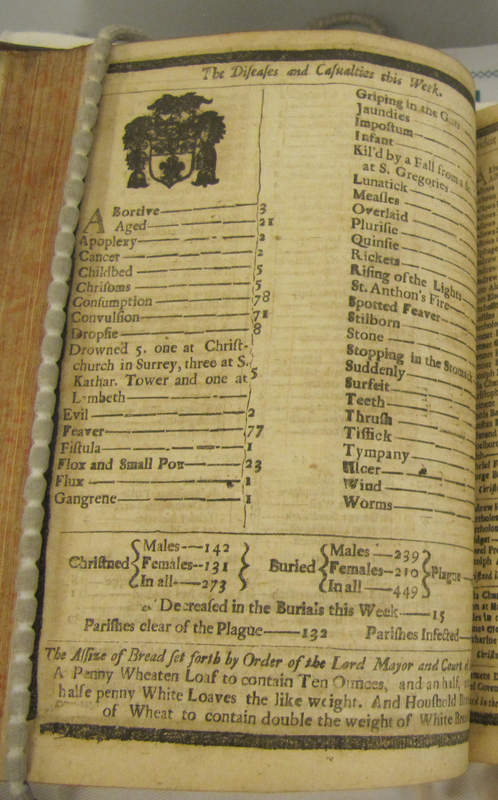 The Diſeaſes and Caſualties this Week.
ABortive 3
Aged 21
Apoplexy 2
Cancer 2
Childbed 5
Chriſoms 5
Conſumption 78
Convulſion 71
Dropſie 8
Drowned 5. one at Chriſt-
church in Surrey, three at S.
Kathar. Tower and one at 5
Lambeth
Evil 2
Feaver 77
Fiſtula 1
Flox and Small Pox 23
Flux 1
Gangrene 1
Griping in the Guts
Jaundies
Impoſtum
Infant
Kil'd by a Fall from a
at S. Gregories
Lunatick
Meaſles
Overlaid
Pluriſie
Quinſie
Rickets
Riſing of the Lights
St. Anthon's Fire
Spotted Feaver
Stilborn
Stone
Stopping in the Stomach
Suddenly
Surfeit
Teeth
Thruſh
Tiſſick
Tympany
Ulcer
Wind
Worms
Chriſtned { Males 142 Females 131 In all 273 }
Buried { Males 239 Females 210 In all 449 } Plague
Decreaſed in the Burials this Week 15
Pariſhes clear of the Plague 132 Pariſhes Infected
The Aſſize of Bread ſet forth by Order of the Lord Mayor and Court of
A Penny Wheaten Loaf to contain Ten Ounces, and an half,
halfe penny White Loaves the like weight. And Houſhold
of Wheat to contain double the weight of White